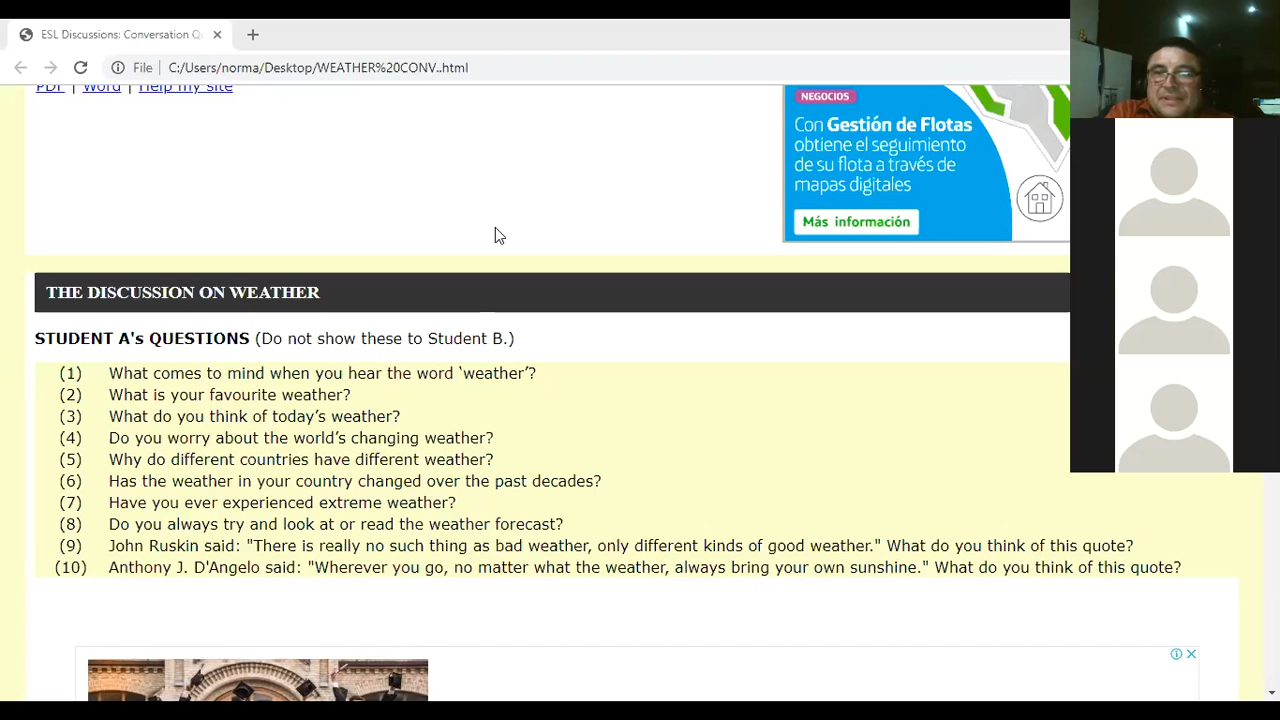 ESL Discussions: Conversation Q
File C:/Users/norma/Desktop/WEATHER%20CONV..html
PDF | Word | Help my site
NEGOCIOS
Con Gestión de Flotas
obtiene el seguimiento
de su flota a través de
mapas digitales
Más información
THE DISCUSSION ON WEATHER
STUDENT A's QUESTIONS (Do not show these to Student B.)
(1) What comes to mind when you hear the word ‘weather’?
(2) What is your favourite weather?
(3) What do you think of today’s weather?
(4) Do you worry about the world’s changing weather?
(5) Why do different countries have different weather?
(6) Has the weather in your country changed over the past decades?
(7) Have you ever experienced extreme weather?
(8) Do you always try and look at or read the weather forecast?
(9) John Ruskin said: "There is really no such thing as bad weather, only different kinds of good weather." What do you think of this quote?
(10) Anthony J. D'Angelo said: "Wherever you go, no matter what the weather, always bring your own sunshine." What do you think of this quote?